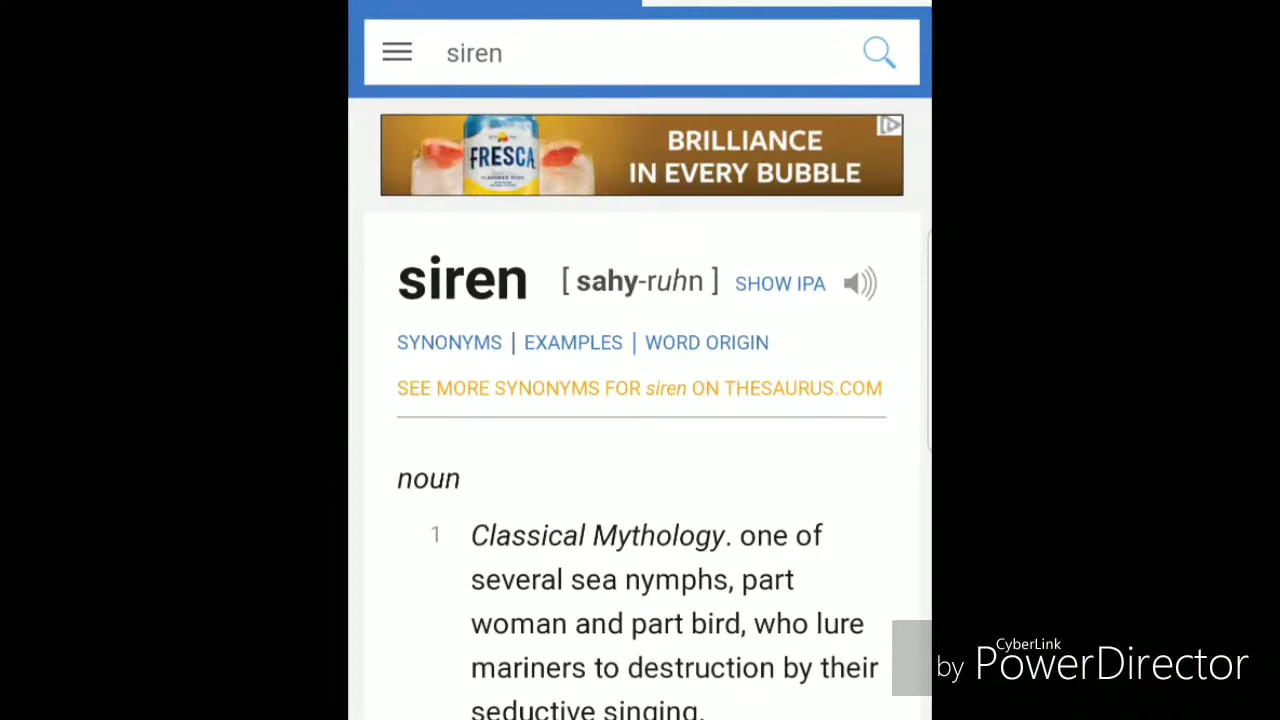 siren
FRESCA
BRILLIANCE
IN EVERY BUBBLE
siren [ sahy-ruhn ] SHOW IPA
SYNONYMS | EXAMPLES | WORD ORIGIN
SEE MORE SYNONYMS FOR siren ON THESAURUS.COM
noun
1 Classical Mythology. one of
several sea nymphs, part
woman and part bird, who lure
mariners to destruction by their
seductive singing.
CyberLink
by PowerDirector